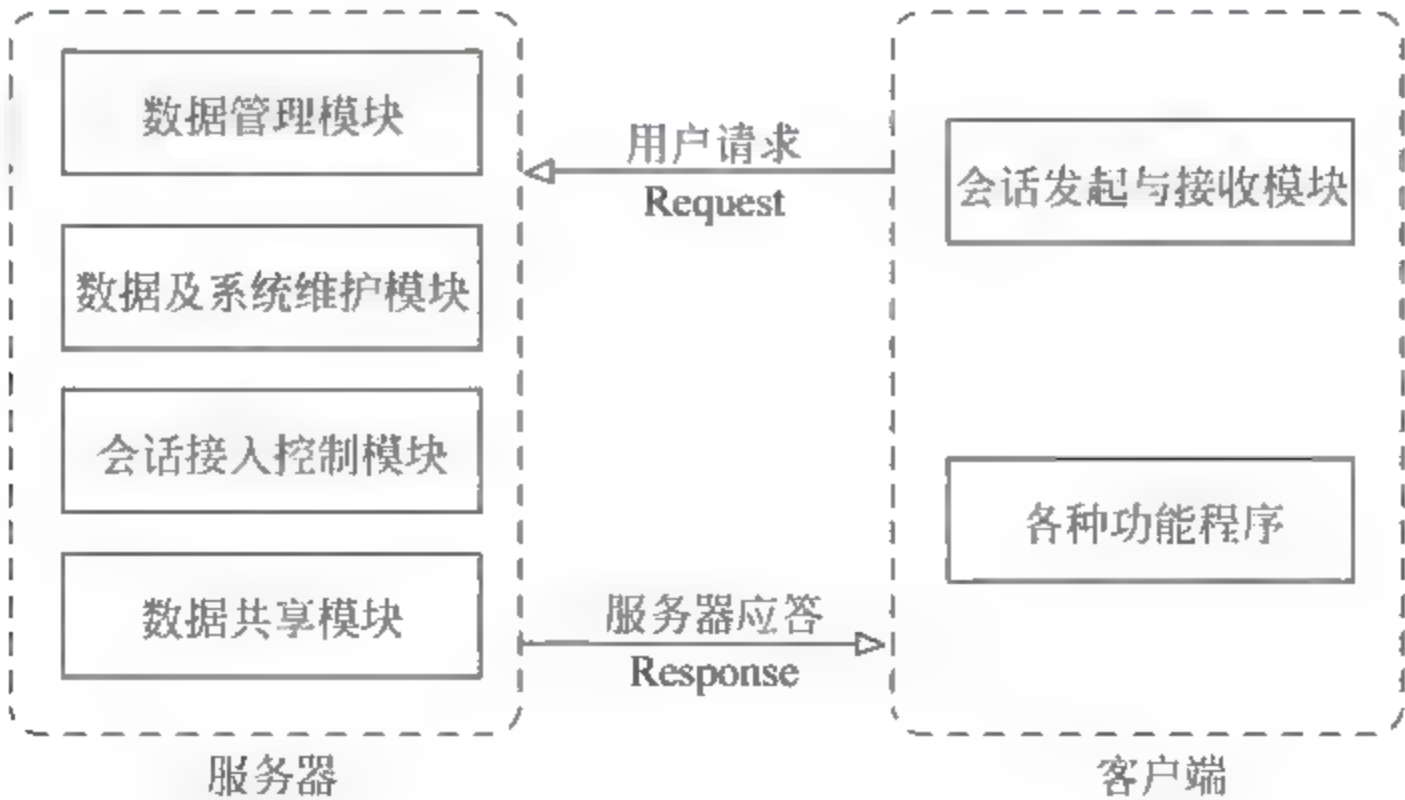 数据管理模块
数据及系统维护模块
会话接入控制模块
数据共享模块
服务器
用户请求
Request
服务器应答
Response
会话发起与接收模块
各种功能程序
客户端